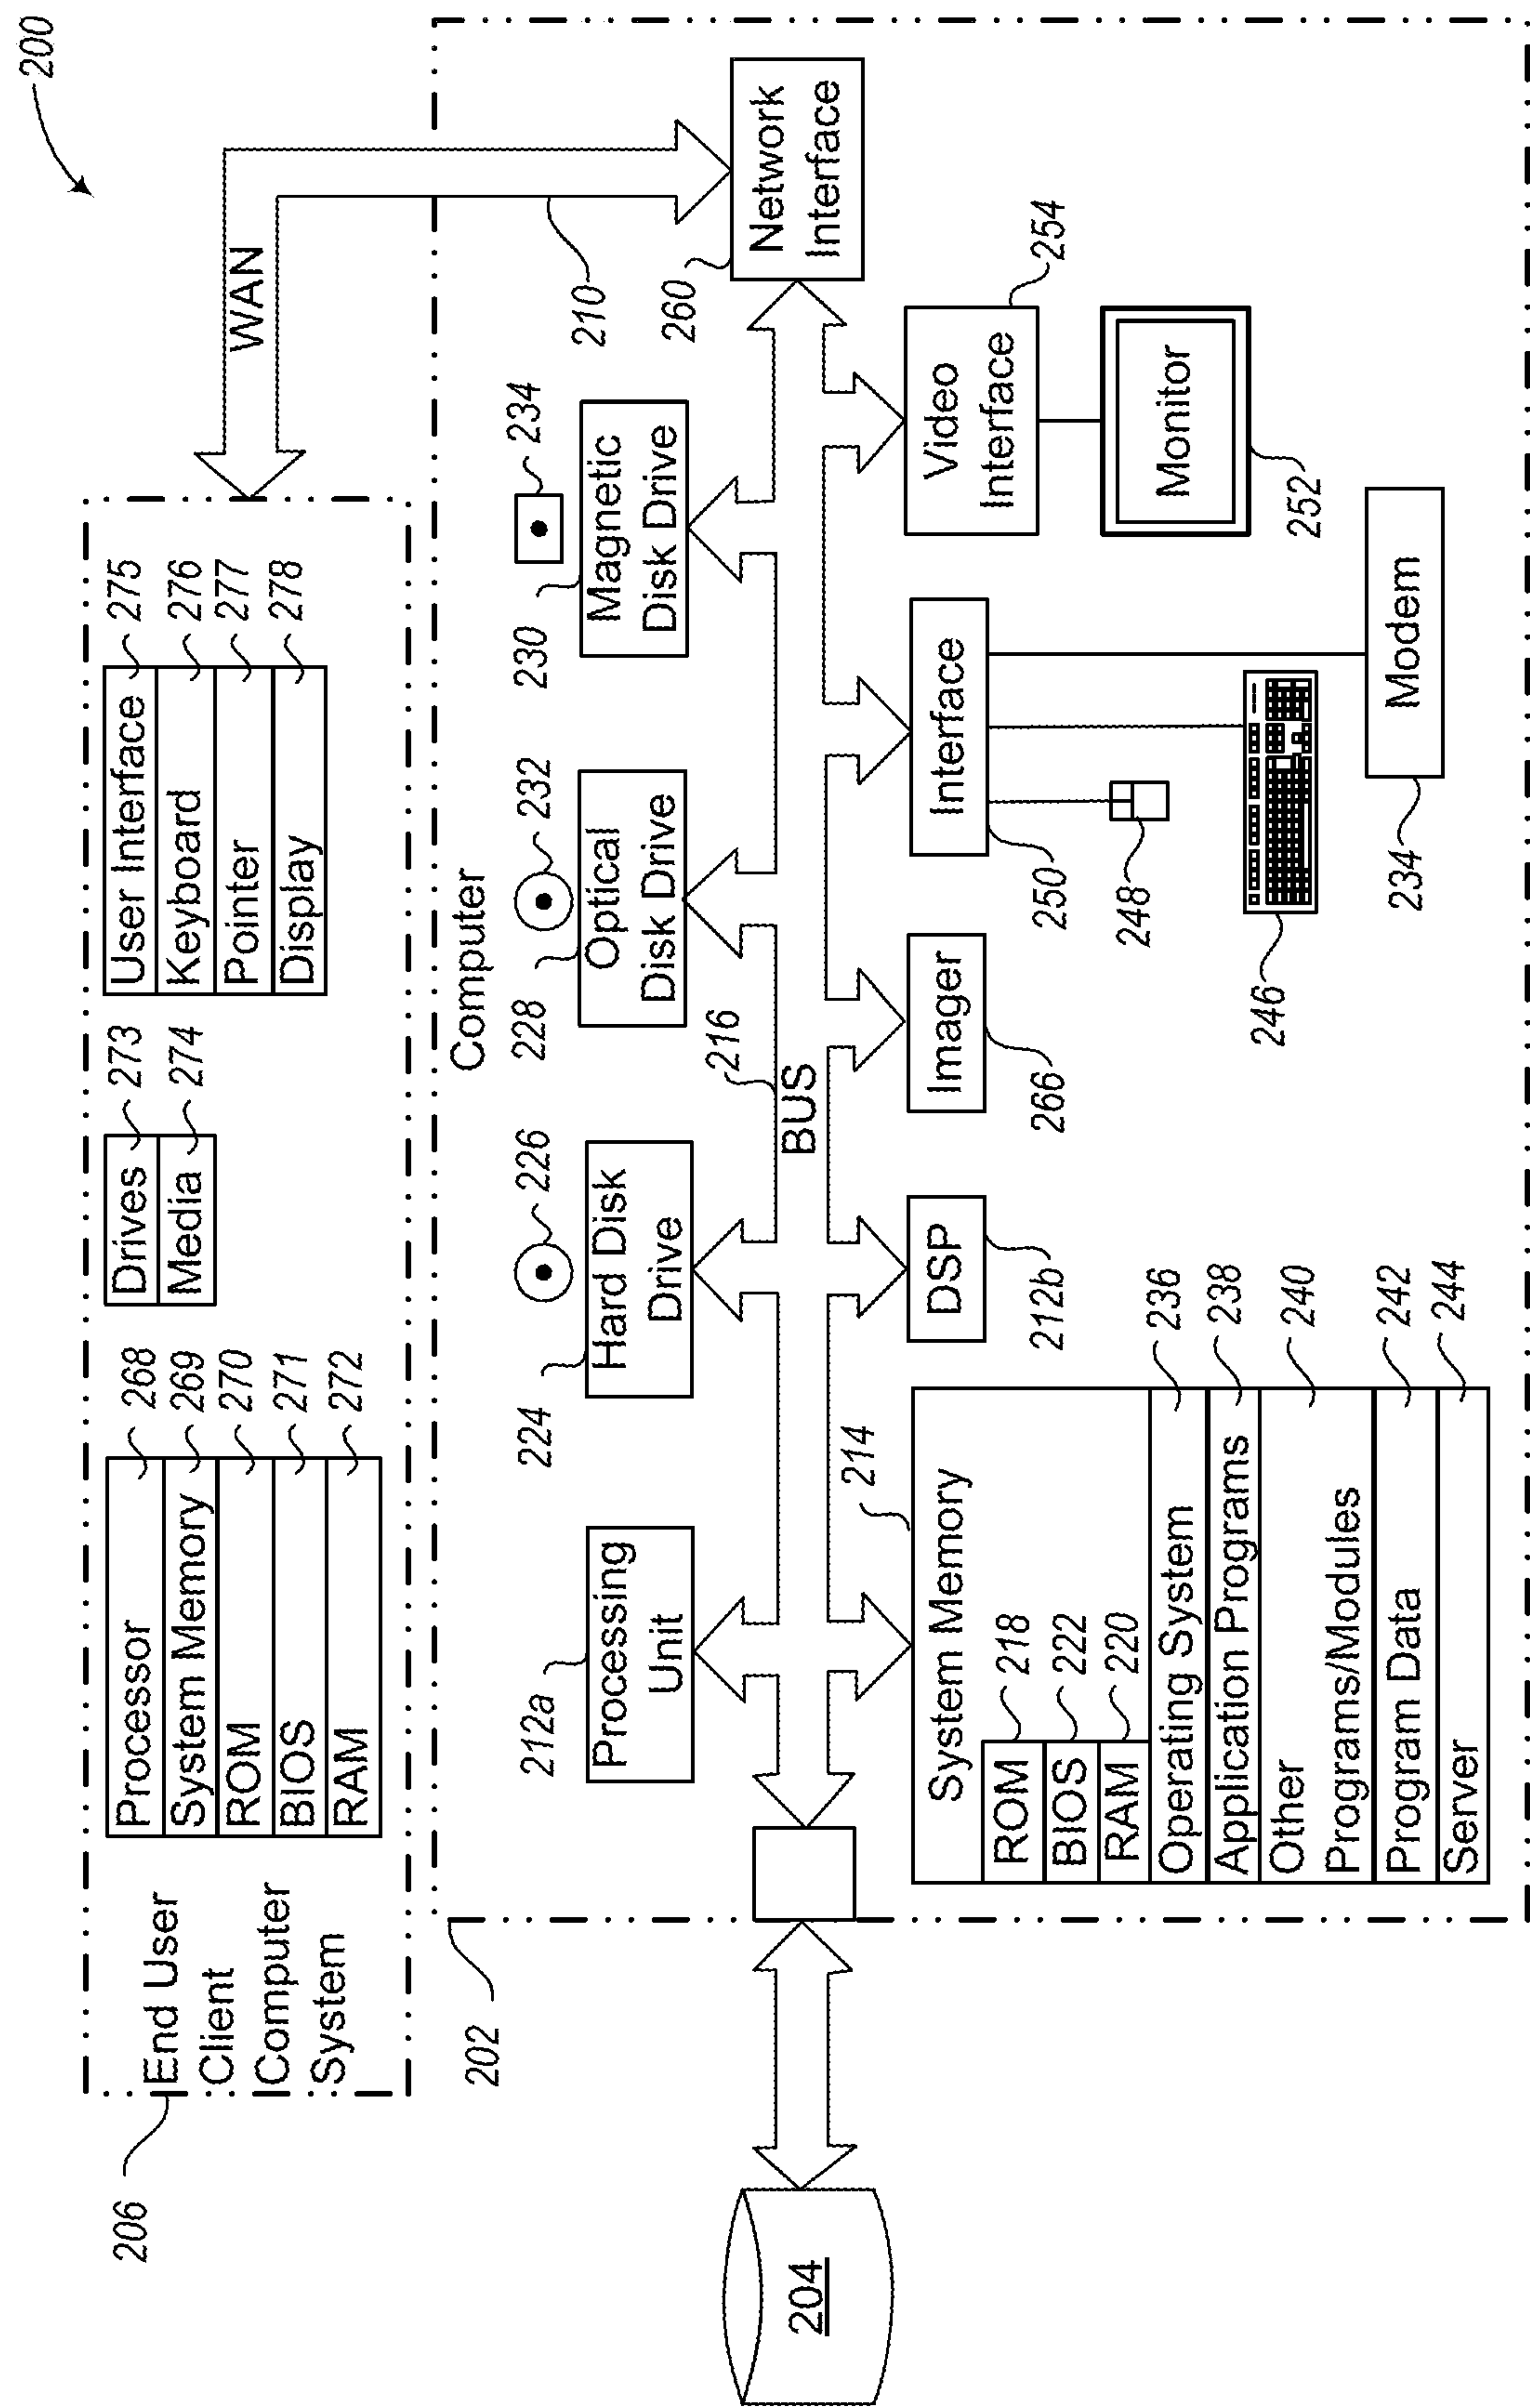 200
206
End User
Client
Computer
System
Processor
268
System Memory
269
ROM
270
BIOS
271
RAM
272
Drives
273
Media
274
User Interface
275
Keyboard
276
Pointer
277
Display
278
WAN
210
202
Computer
204
212a
Processing
Unit
224
226
Hard Disk
Drive
228
232
Optical
Disk Drive
230
234
Magnetic
Disk Drive
260
Network
Interface
216
BUS
214
System Memory
ROM
218
BIOS
222
RAM
220
Operating System
236
Application Programs
238
Other
Programs/Modules
240
Program Data
242
Server
244
DSP
212b
Imager
266
Interface
250
248
246
Modem
234
Video
Interface
254
Monitor
252